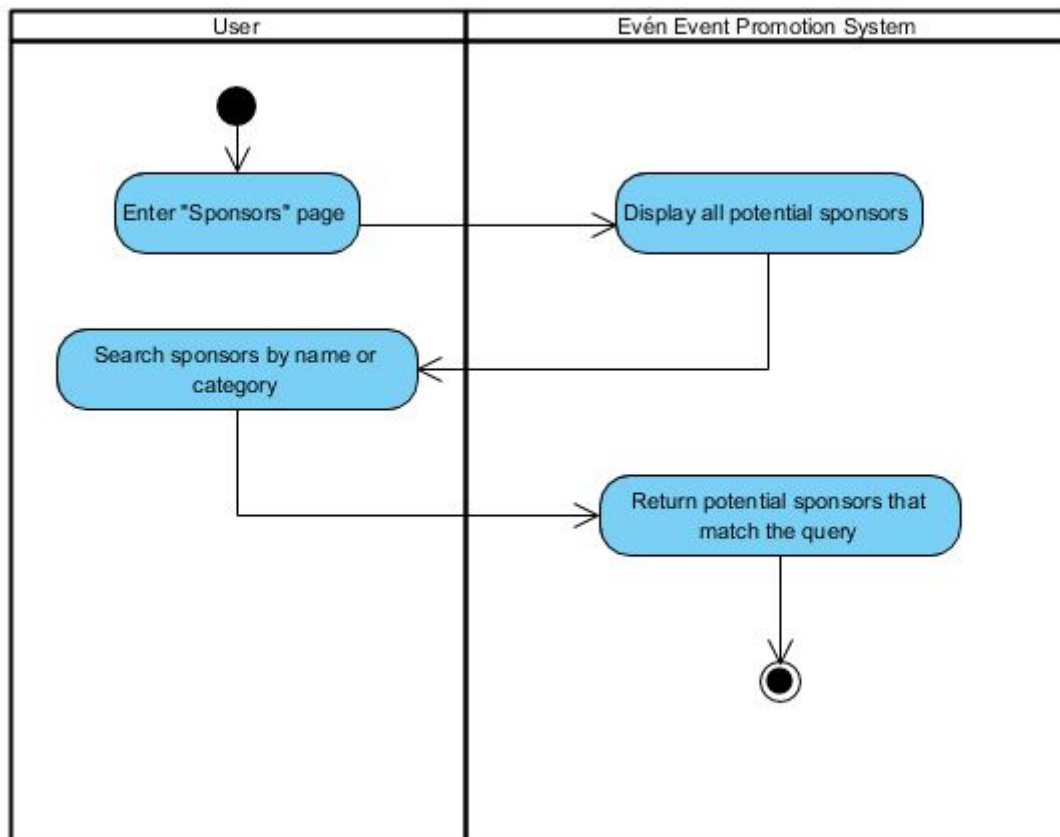 User
Evén Event Promotion System
Enter "Sponsors" page
Display all potential sponsors
Search sponsors by name or
category
Return potential sponsors that
match the query